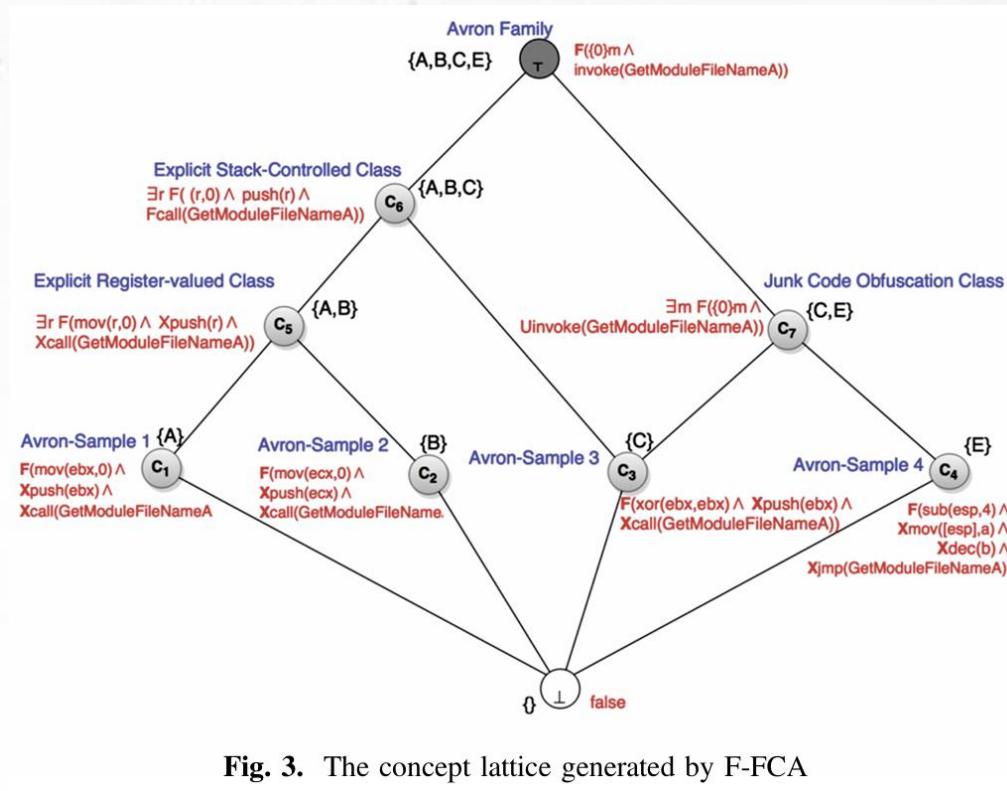 Avron Family
{A,B,C,E}
⊤
F({0}m ∧
invoke(GetModuleFileNameA))
Explicit Stack-Controlled Class
∃r F( (r,0) ∧ push(r) ∧
Fcall(GetModuleFileNameA))
C₆
{A,B,C}
Explicit Register-valued Class
∃r F(mov(r,0) ∧ Xpush(r) ∧
Xcall(GetModuleFileNameA))
C₅
{A,B}
Junk Code Obfuscation Class
∃m F({0}m ∧
Uinvoke(GetModuleFileNameA))
C₇
{C,E}
Avron-Sample 1
{A}
F(mov(ebx,0) ∧
Xpush(ebx) ∧
Xcall(GetModuleFileNameA
C₁
Avron-Sample 2
{B}
F(mov(ecx,0) ∧
Xpush(ecx) ∧
Xcall(GetModuleFileName
C₂
Avron-Sample 3
{C}
C₃
F(xor(ebx,ebx) ∧ Xpush(ebx) ∧
Xcall(GetModuleFileNameA))
Avron-Sample 4
{E}
C₄
F(sub(esp,4) ∧
Xmov([esp],a) ∧
Xdec(b) ∧
Xjmp(GetModuleFileNameA)
{}
⊥
false
Fig. 3. The concept lattice generated by F-FCA